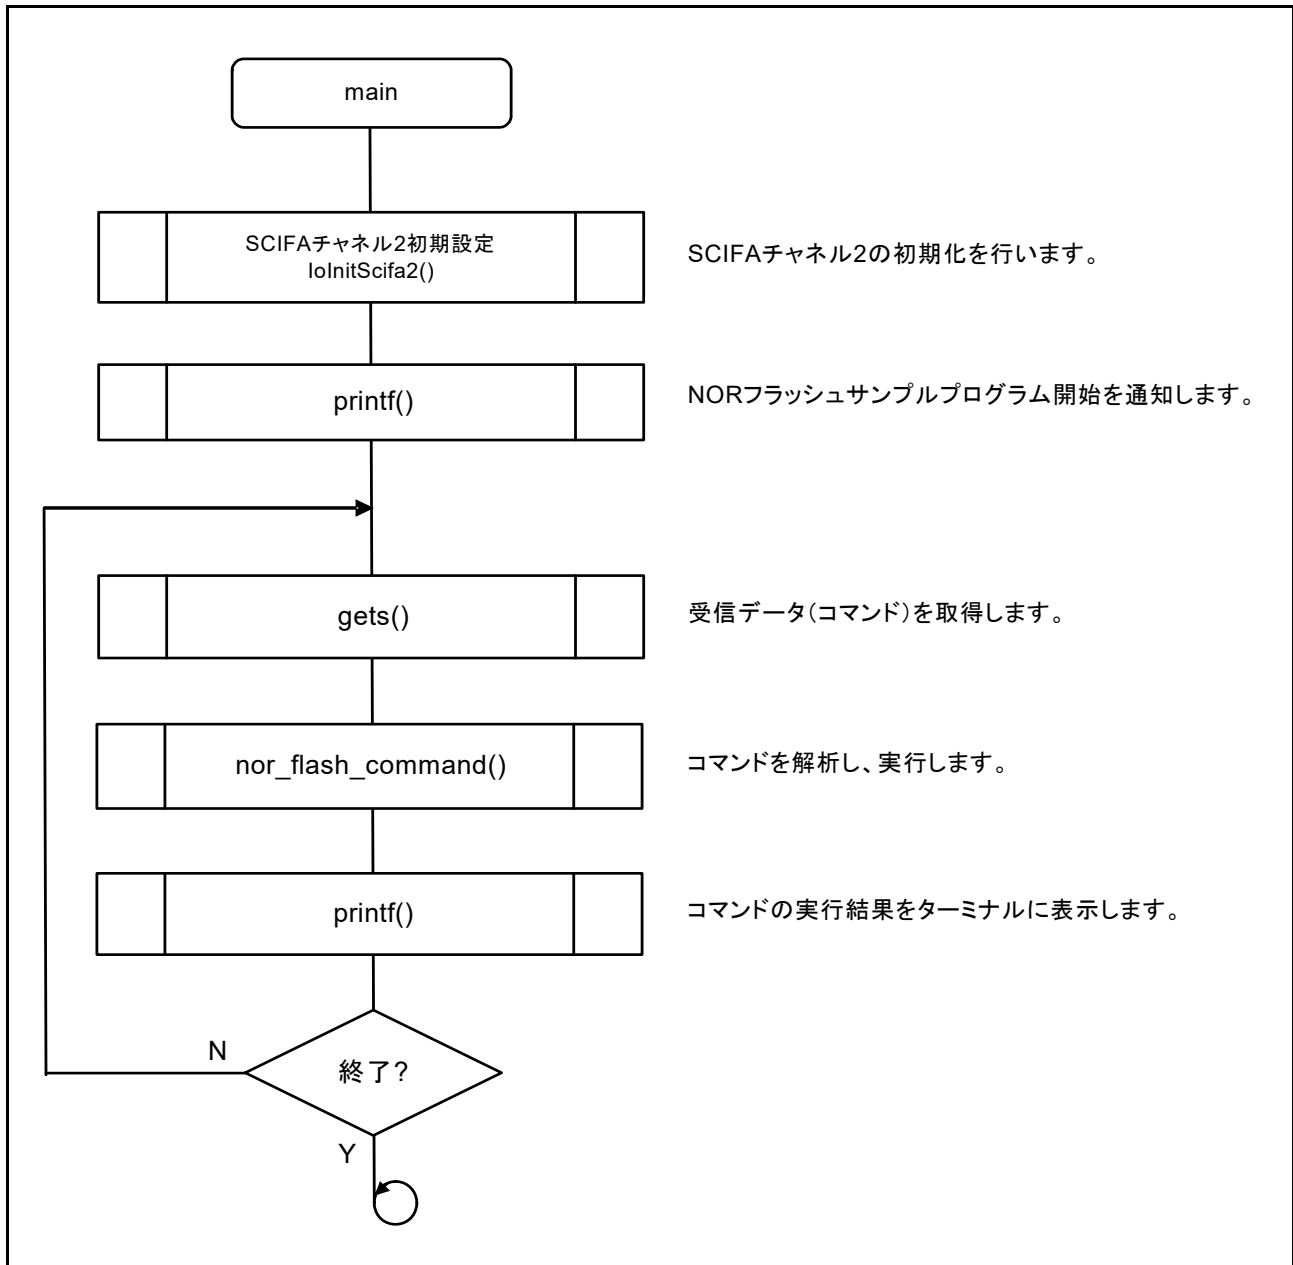 main
SCIFAチャネル2初期設定
IoInitScifa2()
SCIFAチャネル2の初期化を行います。
printf()
NORフラッシュサンプルプログラム開始を通知します。
gets()
受信データ(コマンド)を取得します。
nor_flash_command()
コマンドを解析し、実行します。
printf()
コマンドの実行結果をターミナルに表示します。
N
終了?
Y